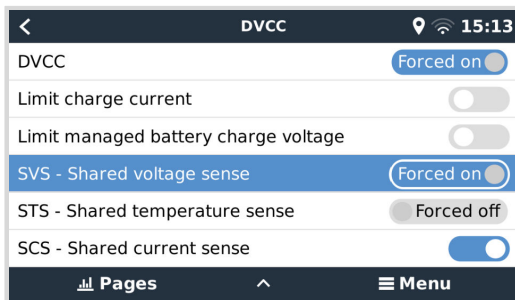 DVCC 15:13
DVCC Forced on
Limit charge current
Limit managed battery charge voltage
SVS - Shared voltage sense Forced on
STS - Shared temperature sense Forced off
SCS - Shared current sense
Pages Menu